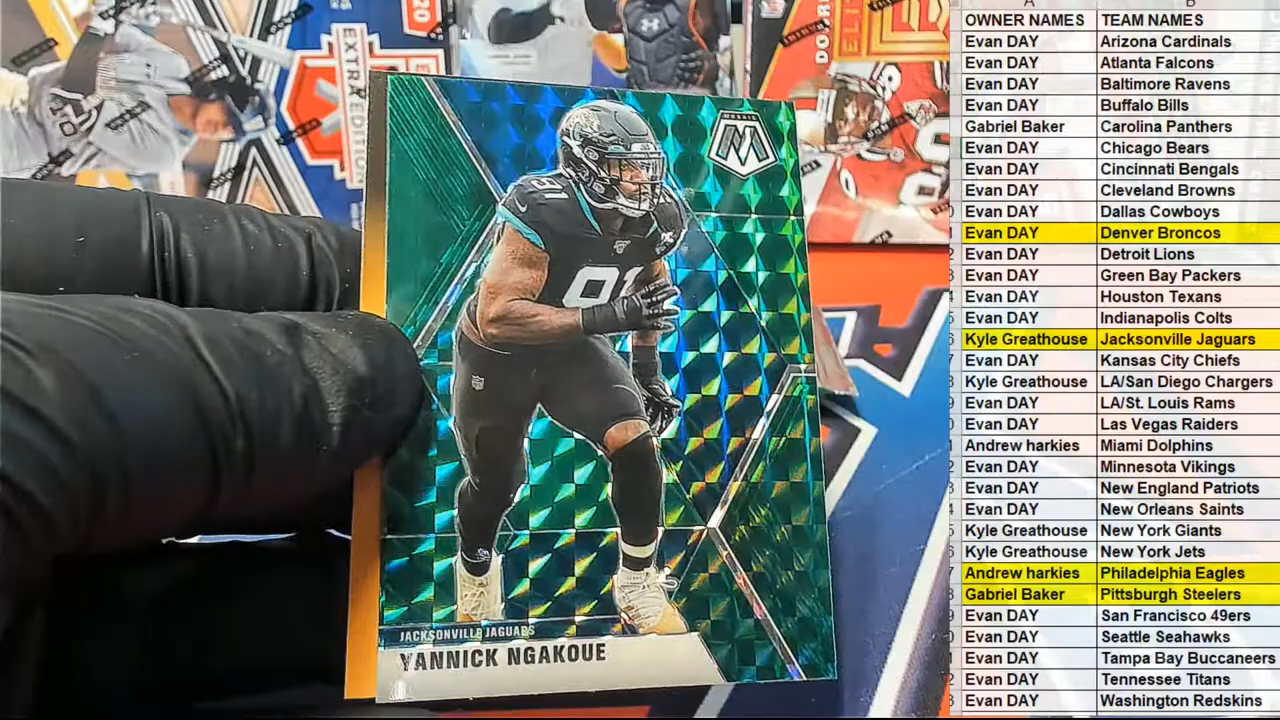 20
EXTRA
EDITION
MOSAIC
91
91
NFL
JACKSONVILLE JAGUARS
YANNICK NGAKOUE
A B
OWNER NAMES TEAM NAMES
Evan DAY Arizona Cardinals
Evan DAY Atlanta Falcons
Evan DAY Baltimore Ravens
Evan DAY Buffalo Bills
Gabriel Baker Carolina Panthers
Evan DAY Chicago Bears
Evan DAY Cincinnati Bengals
Evan DAY Cleveland Browns
Evan DAY Dallas Cowboys
Evan DAY Denver Broncos
Evan DAY Detroit Lions
Evan DAY Green Bay Packers
Evan DAY Houston Texans
Evan DAY Indianapolis Colts
Kyle Greathouse Jacksonville Jaguars
Evan DAY Kansas City Chiefs
Kyle Greathouse LA/San Diego Chargers
Evan DAY LA/St. Louis Rams
Evan DAY Las Vegas Raiders
Andrew harkies Miami Dolphins
Evan DAY Minnesota Vikings
Evan DAY New England Patriots
Evan DAY New Orleans Saints
Kyle Greathouse New York Giants
Kyle Greathouse New York Jets
Andrew harkies Philadelphia Eagles
Gabriel Baker Pittsburgh Steelers
Evan DAY San Francisco 49ers
Evan DAY Seattle Seahawks
Evan DAY Tampa Bay Buccaneers
Evan DAY Tennessee Titans
Evan DAY Washington Redskins